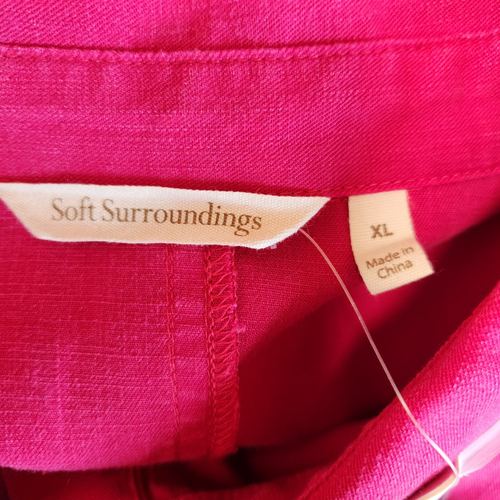 Soft Surroundings
XL
Made in
China